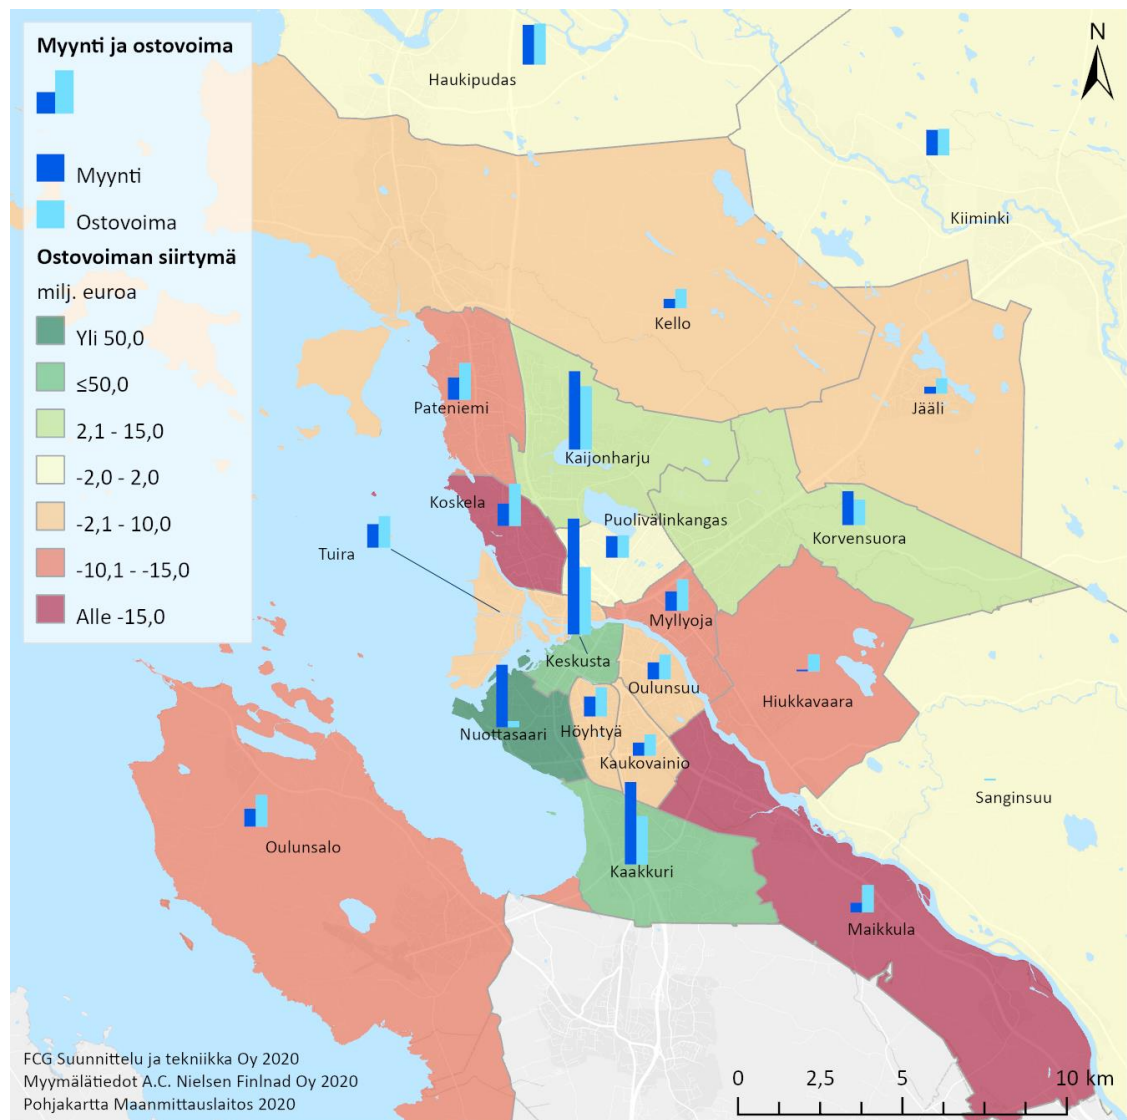 Myynti ja ostovoima
Myynti
Ostovoima
Ostovoiman siirtymä
milj. euroa
Yli 50,0
≤50,0
2,1 - 15,0
-2,0 - 2,0
-2,1 - 10,0
-10,1 - -15,0
Alle -15,0
N
Haukipudas
Kiiminki
Kello
Jääli
Pateniemi
Kaijonharju
Koskela
Puolivälinkangas
Korvensuora
Tuira
Myllyoja
Keskusta
Oulunsuu
Hiukkavaara
Nuottasaari
Höyhtyä
Kaukovainio
Sanginsuu
Oulunsalo
Kaakkuri
Maikkula
FCG Suunnittelu ja tekniikka Oy 2020
Myymälätiedot A.C. Nielsen Finlnad Oy 2020
Pohjakartta Maanmittauslaitos 2020
0 2,5 5 10 km